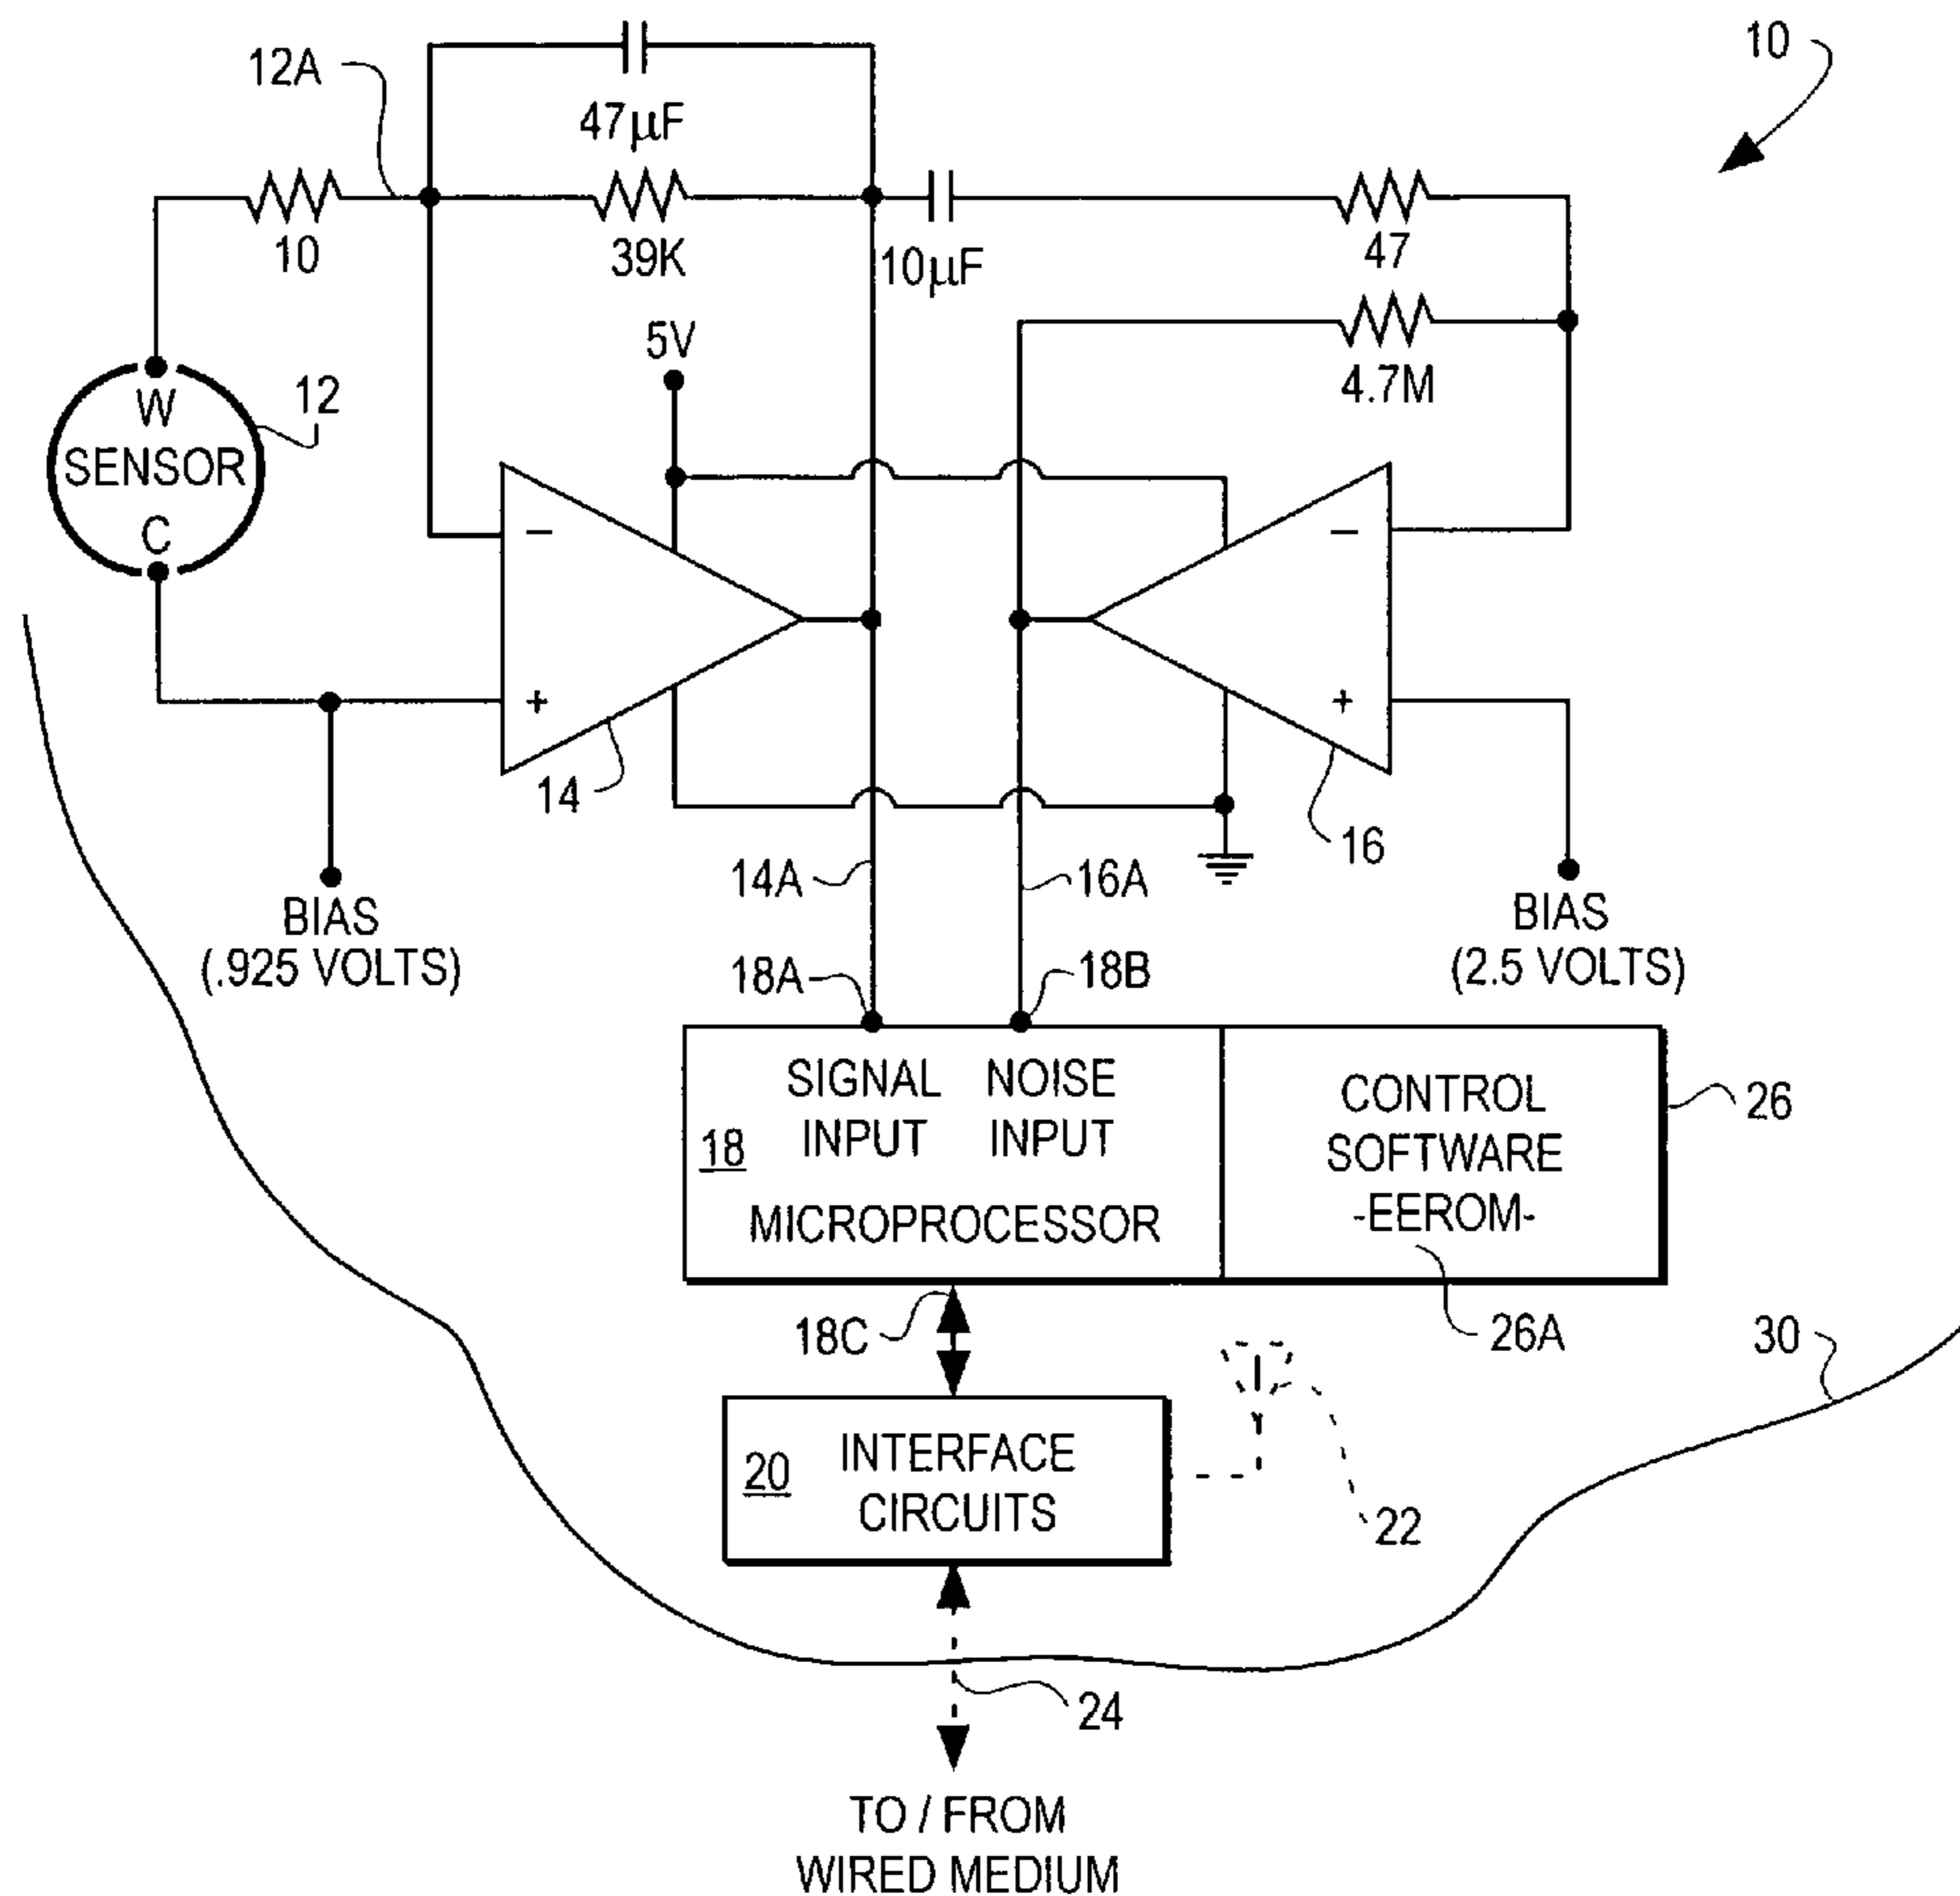 10
12A
47µF
10
39K
10µF
47
5V
4.7M
12
W
SENSOR
C
−
−
+
+
14
16
14A
16A
BIAS
(.925 VOLTS)
BIAS
(2.5 VOLTS)
18A
18B
SIGNAL
INPUT
NOISE
INPUT
18
MICROPROCESSOR
CONTROL
SOFTWARE
-EEROM-
26
26A
18C
30
20
INTERFACE
CIRCUITS
22
24
TO / FROM
WIRED MEDIUM